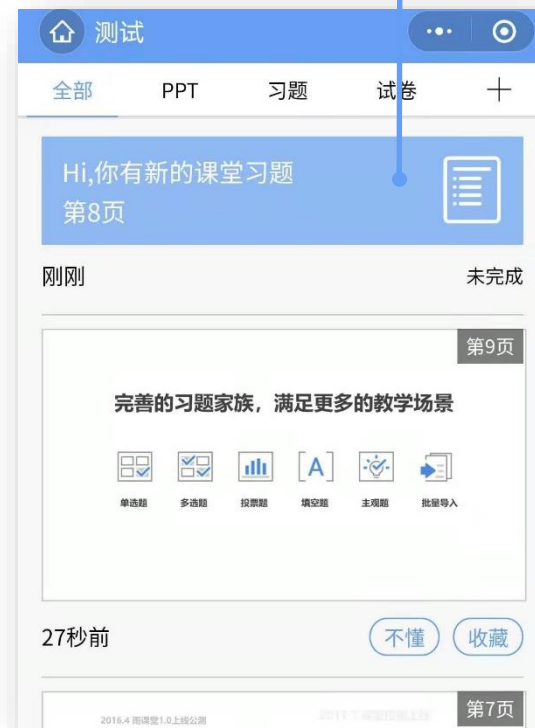 测试
全部 PPT 习题 试卷
Hi,你有新的课堂习题
第8页
刚刚 未完成
第9页
完善的习题家族，满足更多的教学场景
A
单选题 多选题 投票题 填空题 主观题 批量导入
27秒前 不懂 收藏
第7页
2016.4 雨课堂1.0上线公测